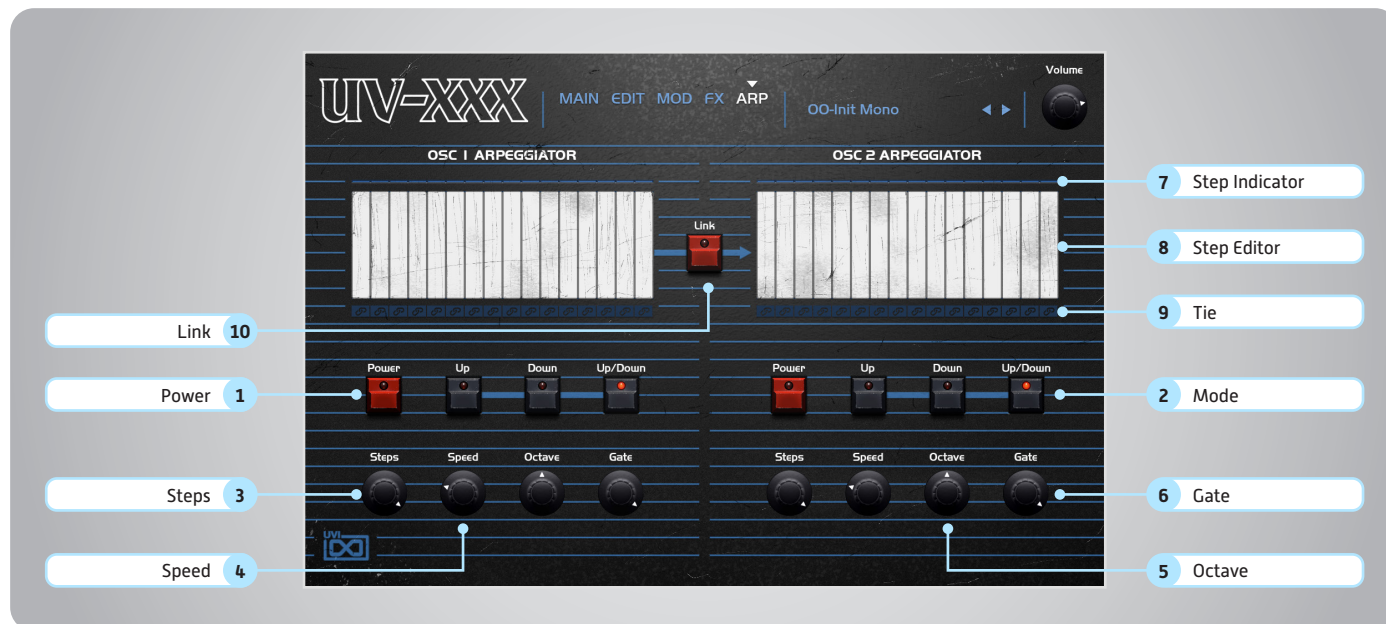 UV-XXX
MAIN EDIT MOD FX ARP
OO-Init Mono
Volume
OSC 1 ARPEGGIATOR
OSC 2 ARPEGGIATOR
7 Step Indicator
Link
8 Step Editor
9 Tie
Link 10
Power Up Down Up/Down
Power Up Down Up/Down
Power 1
2 Mode
Steps Speed Octave Gate
Steps Speed Octave Gate
Steps 3
6 Gate
UVI
Speed 4
5 Octave